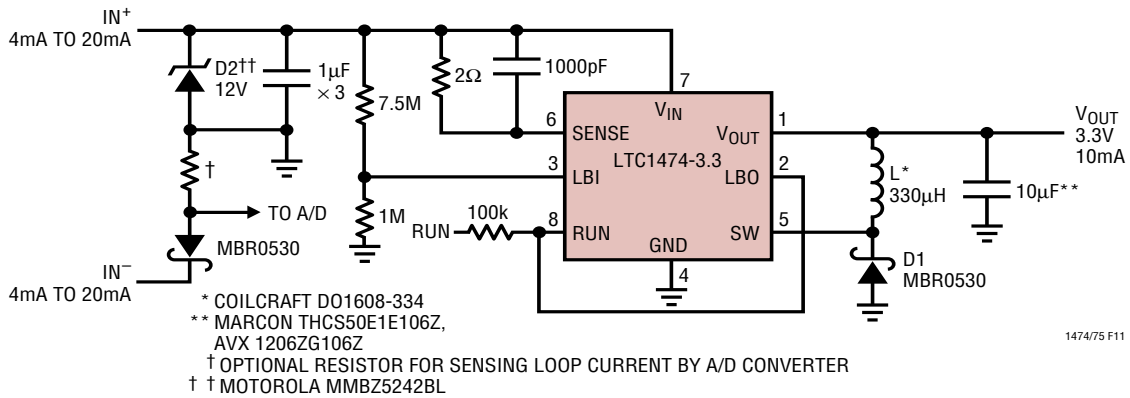 IN+
4mA TO 20mA
D2††
12V
1µF
× 3
7.5M
2Ω
1000pF
7
VIN
6
SENSE
VOUT
1
LTC1474-3.3
3
LBI
LBO
2
†
TO A/D
1M
100k
RUN
8
RUN
SW
5
GND
4
MBR0530
IN−
4mA TO 20mA
VOUT
3.3V
10mA
L*
330µH
10µF**
D1
MBR0530
* COILCRAFT DO1608-334
** MARCON THCS50E1E106Z,
AVX 1206ZG106Z
† OPTIONAL RESISTOR FOR SENSING LOOP CURRENT BY A/D CONVERTER
† † MOTOROLA MMBZ5242BL
1474/75 F11